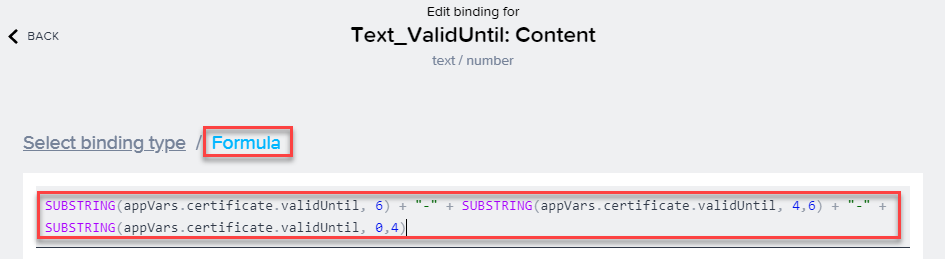 Edit binding for
BACK
Text_ValidUntil: Content
text / number
Select binding type / Formula
SUBSTRING(appVars.certificate.validUntil, 6) + "-" + SUBSTRING(appVars.certificate.validUntil, 4,6) + "-" +
SUBSTRING(appVars.certificate.validUntil, 0,4)